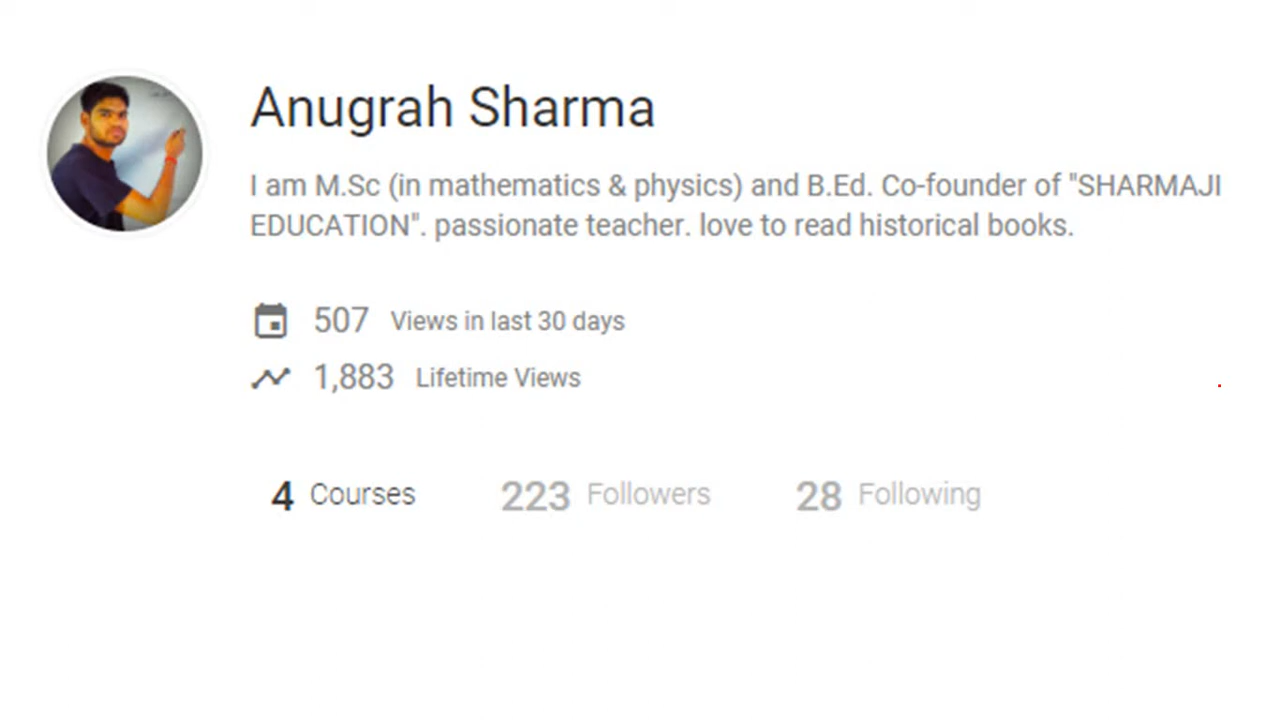 Anugrah Sharma
I am M.Sc (in mathematics & physics) and B.Ed. Co-founder of "SHARMAJI
EDUCATION". passionate teacher. love to read historical books.
507 Views in last 30 days
1,883 Lifetime Views
4 Courses 223 Followers 28 Following